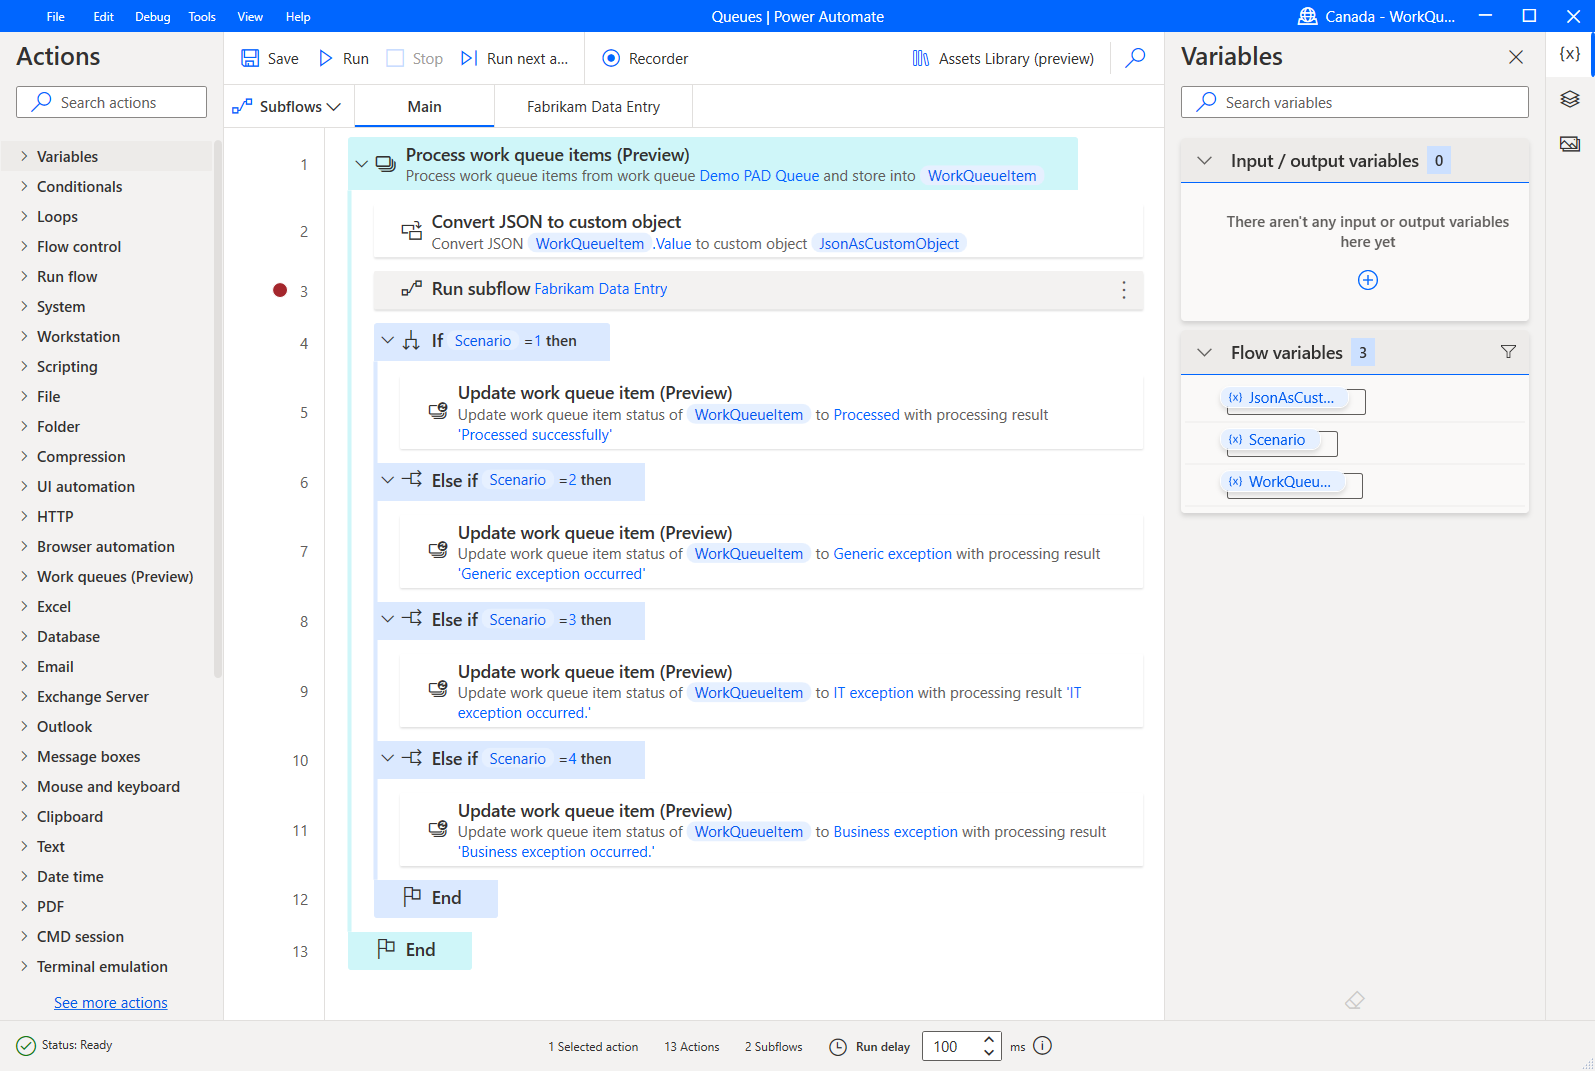 File Edit Debug Tools View Help
Queues | Power Automate
Canada - WorkQu...
Actions
Search actions
Variables
Conditionals
Loops
Flow control
Run flow
System
Workstation
Scripting
File
Folder
Compression
UI automation
HTTP
Browser automation
Work queues (Preview)
Excel
Database
Email
Exchange Server
Outlook
Message boxes
Mouse and keyboard
Clipboard
Text
Date time
PDF
CMD session
Terminal emulation
See more actions
Save Run Stop Run next a... Recorder Assets Library (preview)
Subflows Main Fabrikam Data Entry
1 Process work queue items (Preview)
Process work queue items from work queue Demo PAD Queue and store into WorkQueueItem
2 Convert JSON to custom object
Convert JSON WorkQueueItem .Value to custom object JsonAsCustomObject
3 Run subflow Fabrikam Data Entry
4 If Scenario =1 then
5 Update work queue item (Preview)
Update work queue item status of WorkQueueItem to Processed with processing result
'Processed successfully'
6 Else if Scenario =2 then
7 Update work queue item (Preview)
Update work queue item status of WorkQueueItem to Generic exception with processing result
'Generic exception occurred'
8 Else if Scenario =3 then
9 Update work queue item (Preview)
Update work queue item status of WorkQueueItem to IT exception with processing result 'IT
exception occurred.'
10 Else if Scenario =4 then
11 Update work queue item (Preview)
Update work queue item status of WorkQueueItem to Business exception with processing result
'Business exception occurred.'
12 End
13 End
Variables
{x}
Search variables
Input / output variables 0
There aren't any input or output variables
here yet
Flow variables 3
{x} JsonAsCust...
{x} Scenario
{x} WorkQueu...
Status: Ready
1 Selected action 13 Actions 2 Subflows Run delay 100 ms